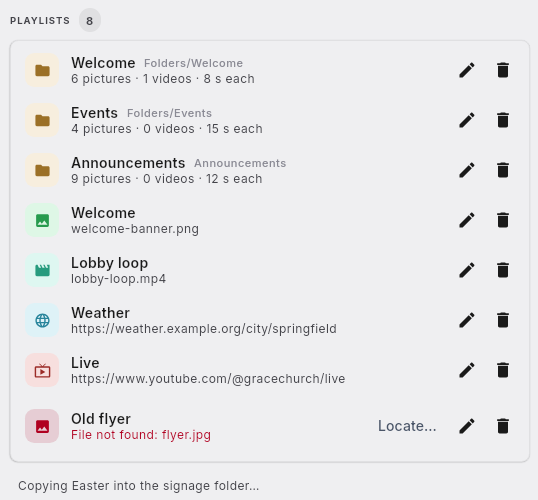 PLAYLISTS 8
Welcome Folders/Welcome
6 pictures · 1 videos · 8 s each
Events Folders/Events
4 pictures · 0 videos · 15 s each
Announcements Announcements
9 pictures · 0 videos · 12 s each
Welcome
welcome-banner.png
Lobby loop
lobby-loop.mp4
Weather
https://weather.example.org/city/springfield
Live
https://www.youtube.com/@gracechurch/live
Old flyer
File not found: flyer.jpg
Locate...
Copying Easter into the signage folder...